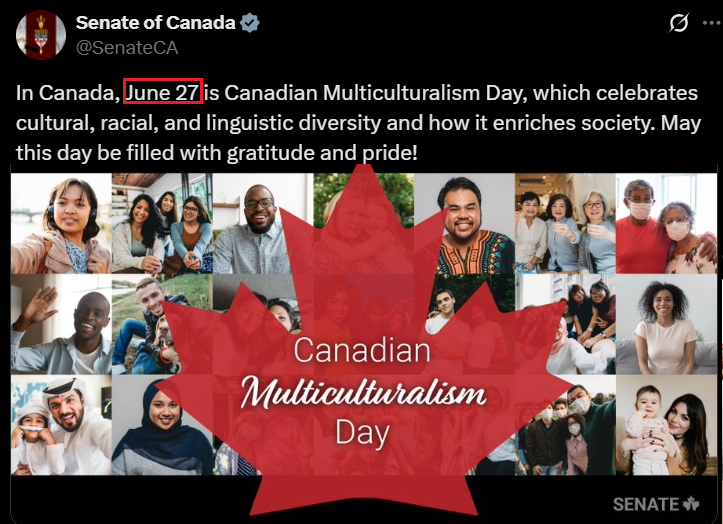 Senate of Canada
@SenateCA
In Canada, June 27 is Canadian Multiculturalism Day, which celebrates
cultural, racial, and linguistic diversity and how it enriches society. May
this day be filled with gratitude and pride!
Canadian
Multiculturalism
Day
SENATE